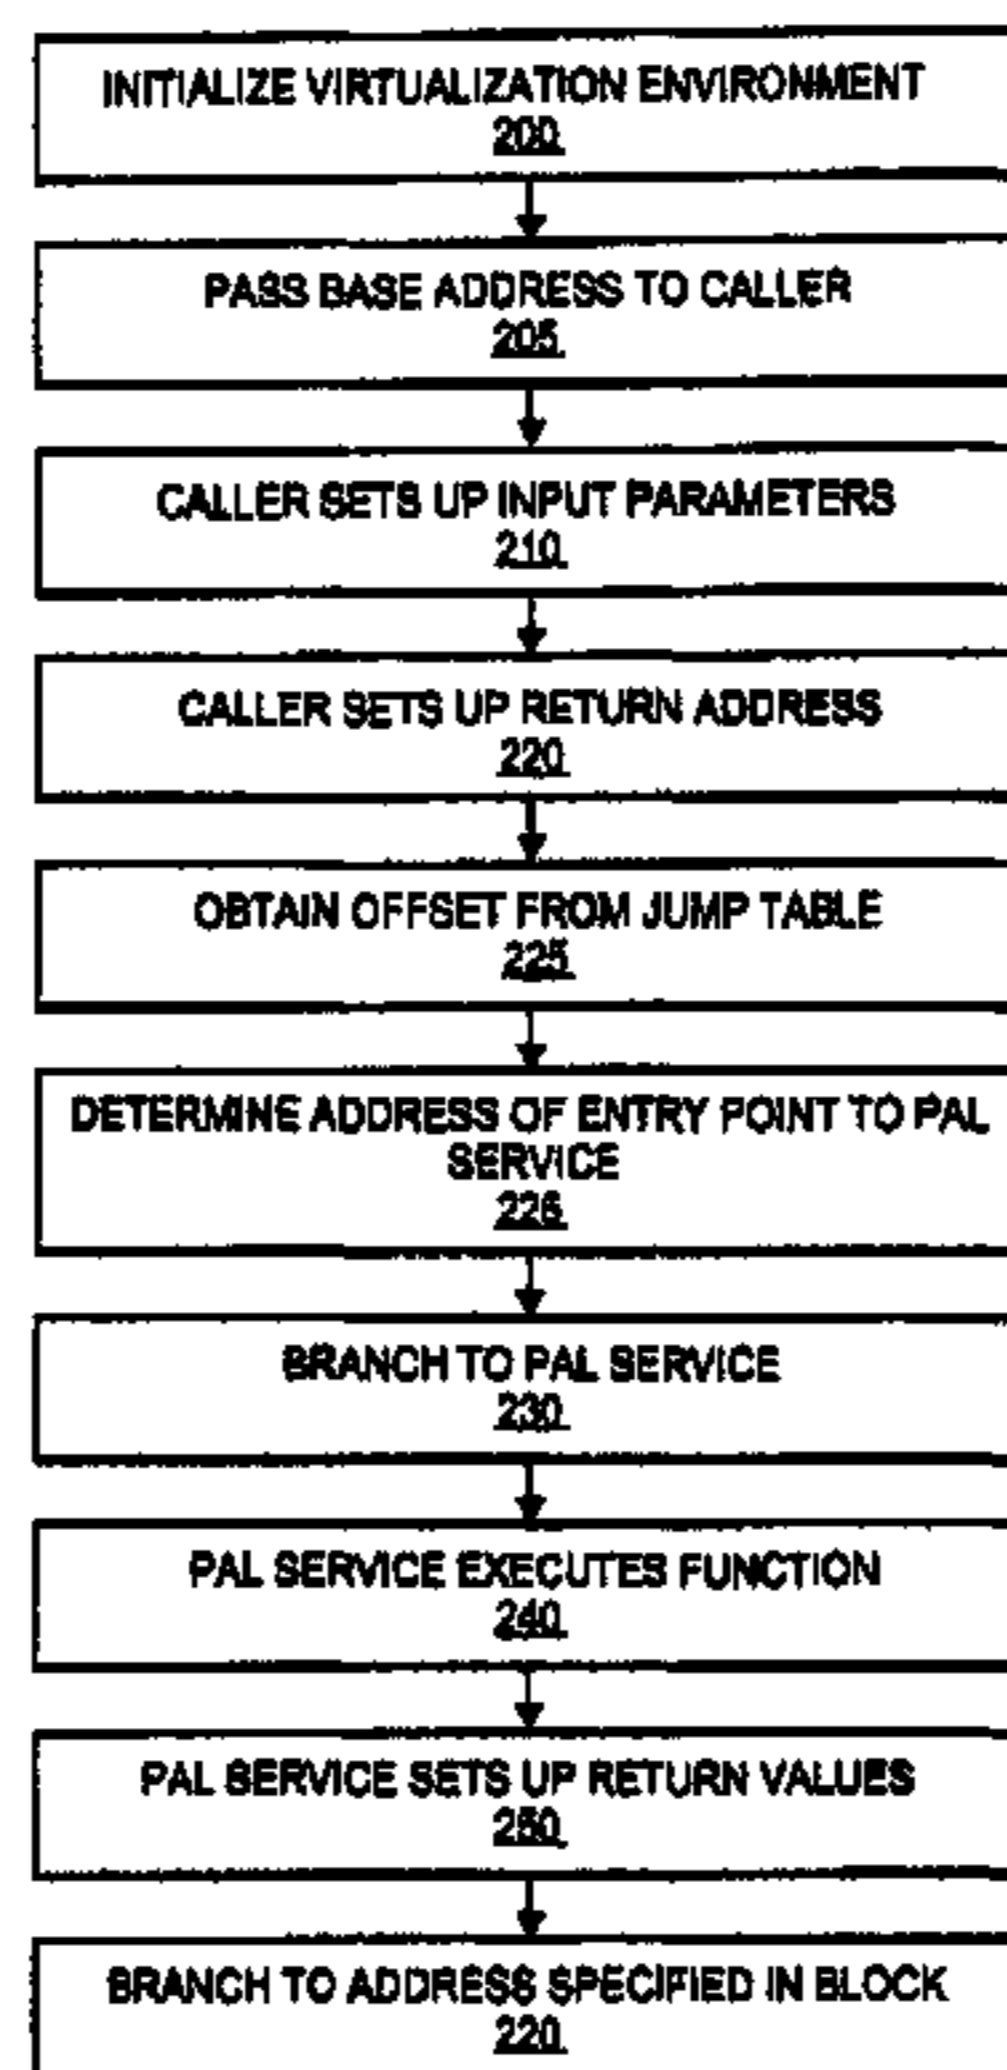 INITIALIZE VIRTUALIZATION ENVIRONMENT
200
PASS BASE ADDRESS TO CALLER
205
CALLER SETS UP INPUT PARAMETERS
210
CALLER SETS UP RETURN ADDRESS
220
OBTAIN OFFSET FROM JUMP TABLE
225
DETERMINE ADDRESS OF ENTRY POINT TO PAL
SERVICE
226
BRANCH TO PAL SERVICE
230
PAL SERVICE EXECUTES FUNCTION
240
PAL SERVICE SETS UP RETURN VALUES
250
BRANCH TO ADDRESS SPECIFIED IN BLOCK
220